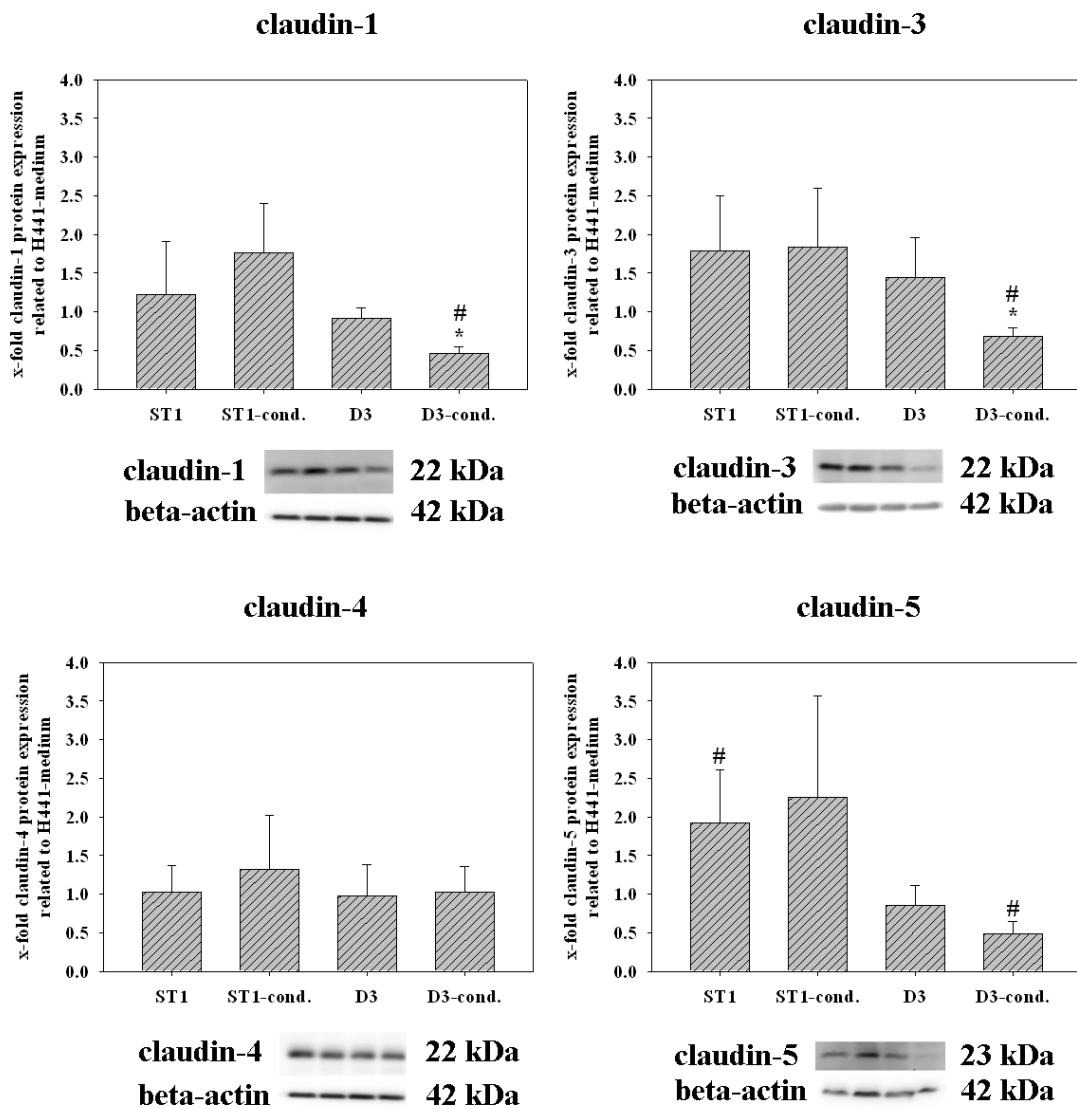 claudin-1
x-fold claudin-1 protein expression
related to H441-medium
4.0
3.5
3.0
2.5
2.0
1.5
1.0
0.5
0.0
#
*
ST1 ST1-cond. D3 D3-cond.
claudin-1 22 kDa
beta-actin 42 kDa
claudin-3
x-fold claudin-3 protein expression
related to H441-medium
4.0
3.5
3.0
2.5
2.0
1.5
1.0
0.5
0.0
#
*
ST1 ST1-cond. D3 D3-cond.
claudin-3 22 kDa
beta-actin 42 kDa
claudin-4
x-fold claudin-4 protein expression
related to H441-medium
4.0
3.5
3.0
2.5
2.0
1.5
1.0
0.5
0.0
ST1 ST1-cond. D3 D3-cond.
claudin-4 22 kDa
beta-actin 42 kDa
claudin-5
x-fold claudin-5 protein expression
related to H441-medium
4.0
3.5
3.0
2.5
2.0
1.5
1.0
0.5
0.0
#
#
ST1 ST1-cond. D3 D3-cond.
claudin-5 23 kDa
beta-actin 42 kDa